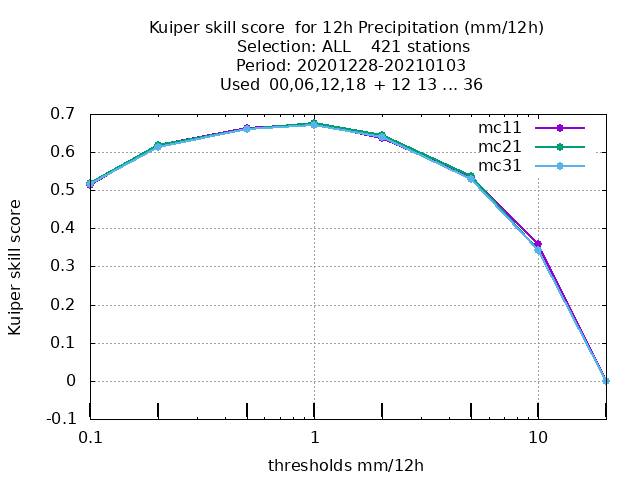 Kuiper skill score  for 12h Precipitation (mm/12h)
Selection: ALL    421 stations
Period: 20201228-20210103
Used  00,06,12,18  + 12 13 ... 36
mc11
mc21
mc31
0.7
0.6
0.5
0.4
0.3
0.2
0.1
0
-0.1
Kuiper skill score
0.1
1
10
thresholds mm/12h